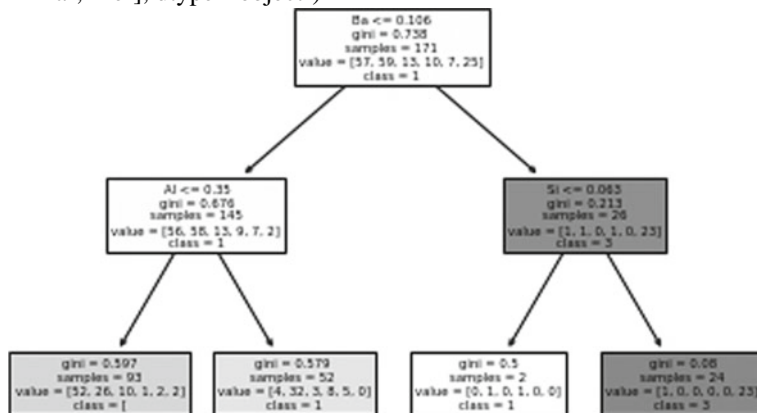 Ba <= 0.106
gini = 0.738
samples = 171
value = [57, 59, 13, 10, 7, 25]
class = 1
Al <= 0.35
gini = 0.676
samples = 145
value = [56, 58, 13, 9, 7, 2]
class = 1
Si <= 0.063
gini = 0.213
samples = 26
value = [1, 1, 0, 1, 0, 23]
class = 3
gini = 0.597
samples = 93
value = [52, 26, 10, 1, 2, 2]
class = [
gini = 0.579
samples = 52
value = [4, 32, 3, 8, 5, 0]
class = 1
gini = 0.5
samples = 2
value = [0, 1, 0, 1, 0, 0]
class = 1
gini = 0.08
samples = 24
value = [1, 0, 0, 0, 0, 23]
class = 3